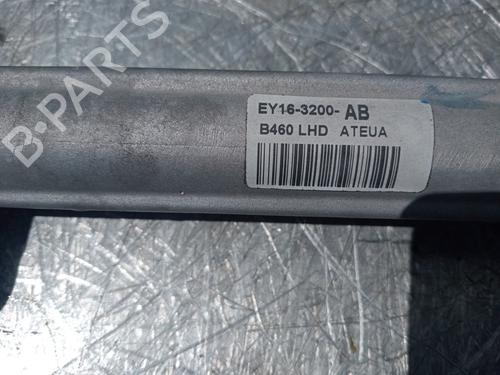 B-PARTS
EY16-3200- AB
B460 LHD ATEUA